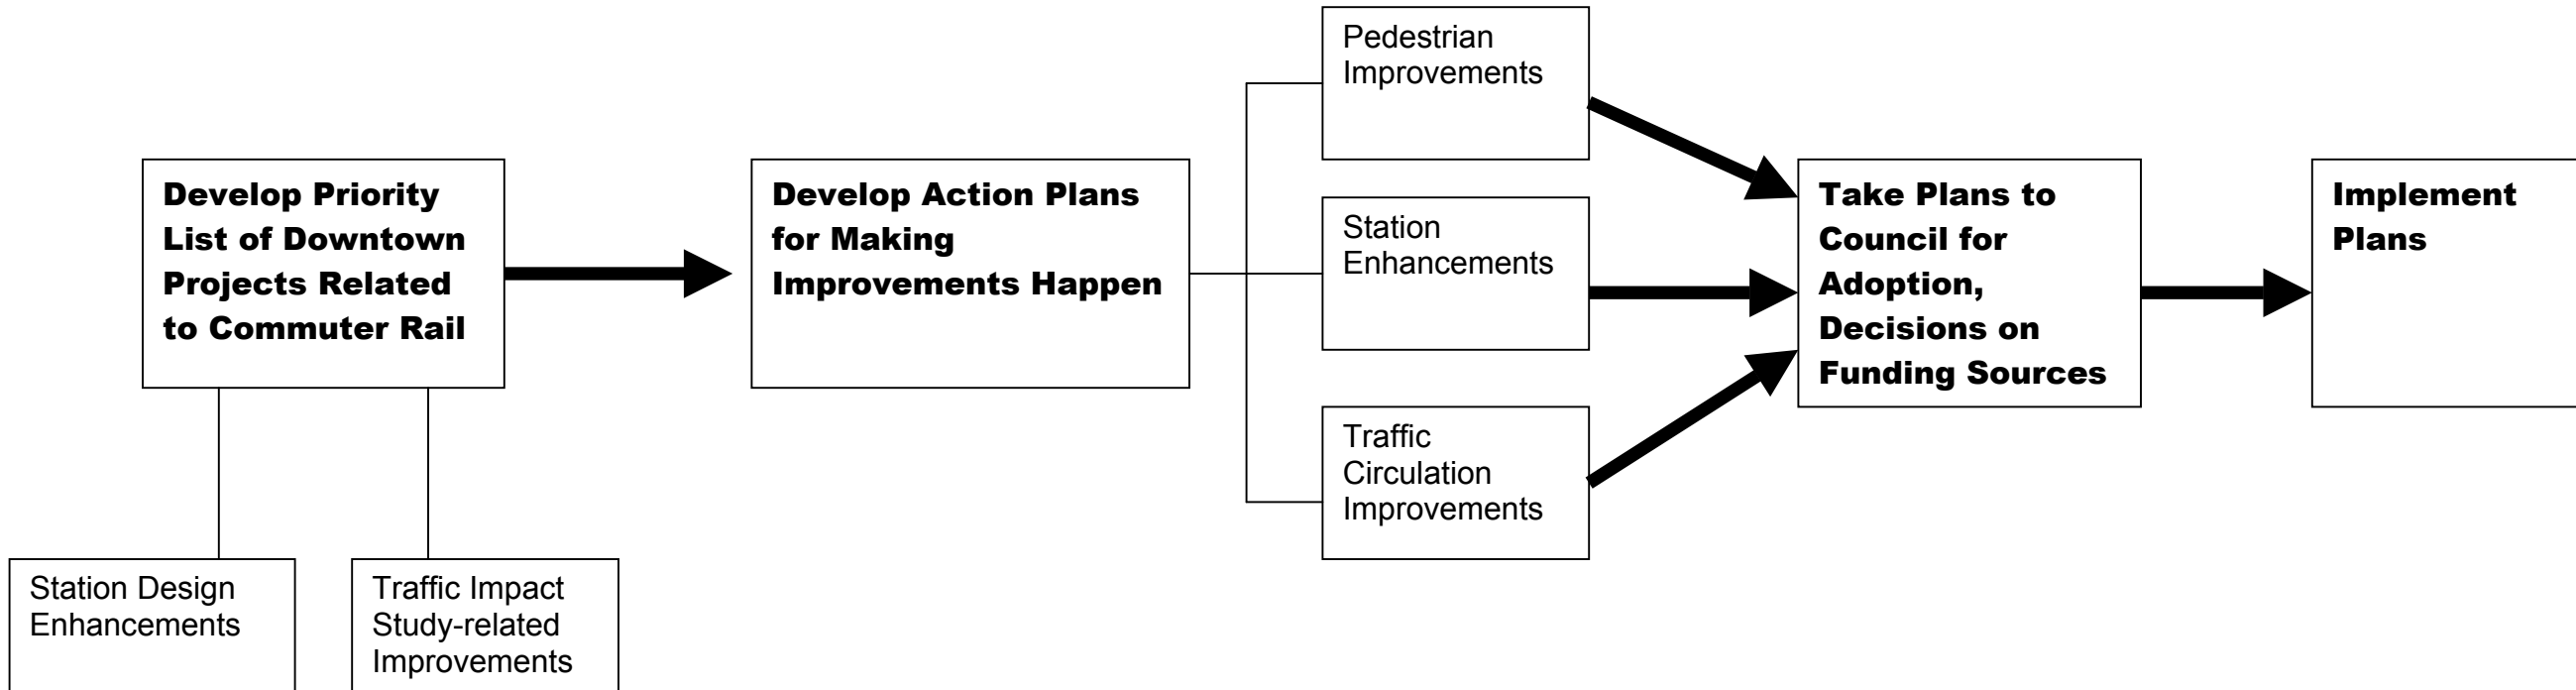 Develop Priority
List of Downtown
Projects Related
to Commuter Rail
Station Design
Enhancements
Traffic Impact
Study-related
Improvements
Develop Action Plans
for Making
Improvements Happen
Pedestrian
Improvements
Station
Enhancements
Traffic
Circulation
Improvements
Take Plans to
Council for
Adoption,
Decisions on
Funding Sources
Implement
Plans